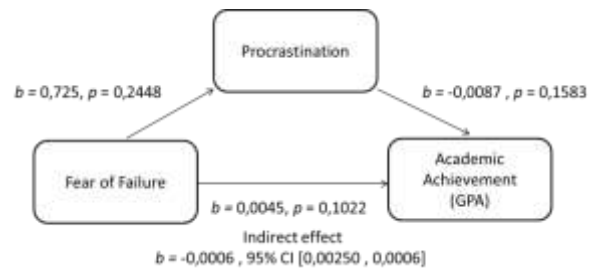 Procrastination
b = 0,725, p = 0,2448
b = -0,0087 , p = 0,1583
Fear of Failure
Academic
Achievement
(GPA)
b = 0,0045, p = 0,1022
Indirect effect
b = -0,0006 , 95% CI [0,00250 , 0,0006]